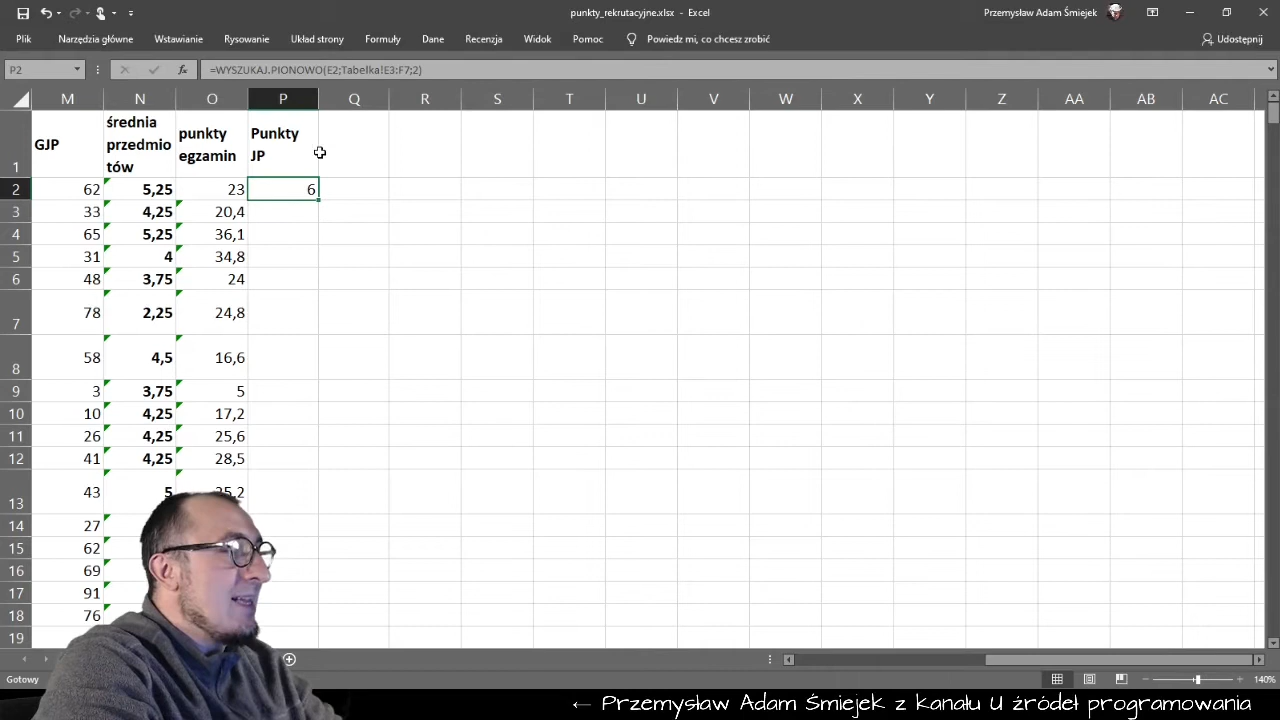 punkty_rekrutacyjne.xlsx - Excel
Przemysław Adam Śmiejek
Plik Narzędzia główne Wstawianie Rysowanie Układ strony Formuły Dane Recenzja Widok Pomoc Powiedz mi, co chcesz zrobić Udostępnij
P2 fx =WYSZUKAJ.PIONOWO(E2;Tabelka!E3:F7;2)
M N O P Q R S T U V W X Y Z AA AB AC
1 GJP średnia przedmiotów punkty egzamin Punkty JP
2 62 5,25 23 6
3 33 4,25 20,4
4 65 5,25 36,1
5 31 4 34,8
6 48 3,75 24
7 78 2,25 24,8
8 58 4,5 16,6
9 3 3,75 5
10 10 4,25 17,2
11 26 4,25 25,6
12 41 4,25 28,5
13 43 5 25,2
14 27
15 62
16 69
17 91
18 76
19
Gotowy 140%
← Przemysław Adam Śmiejek z kanału U źródeł programowania